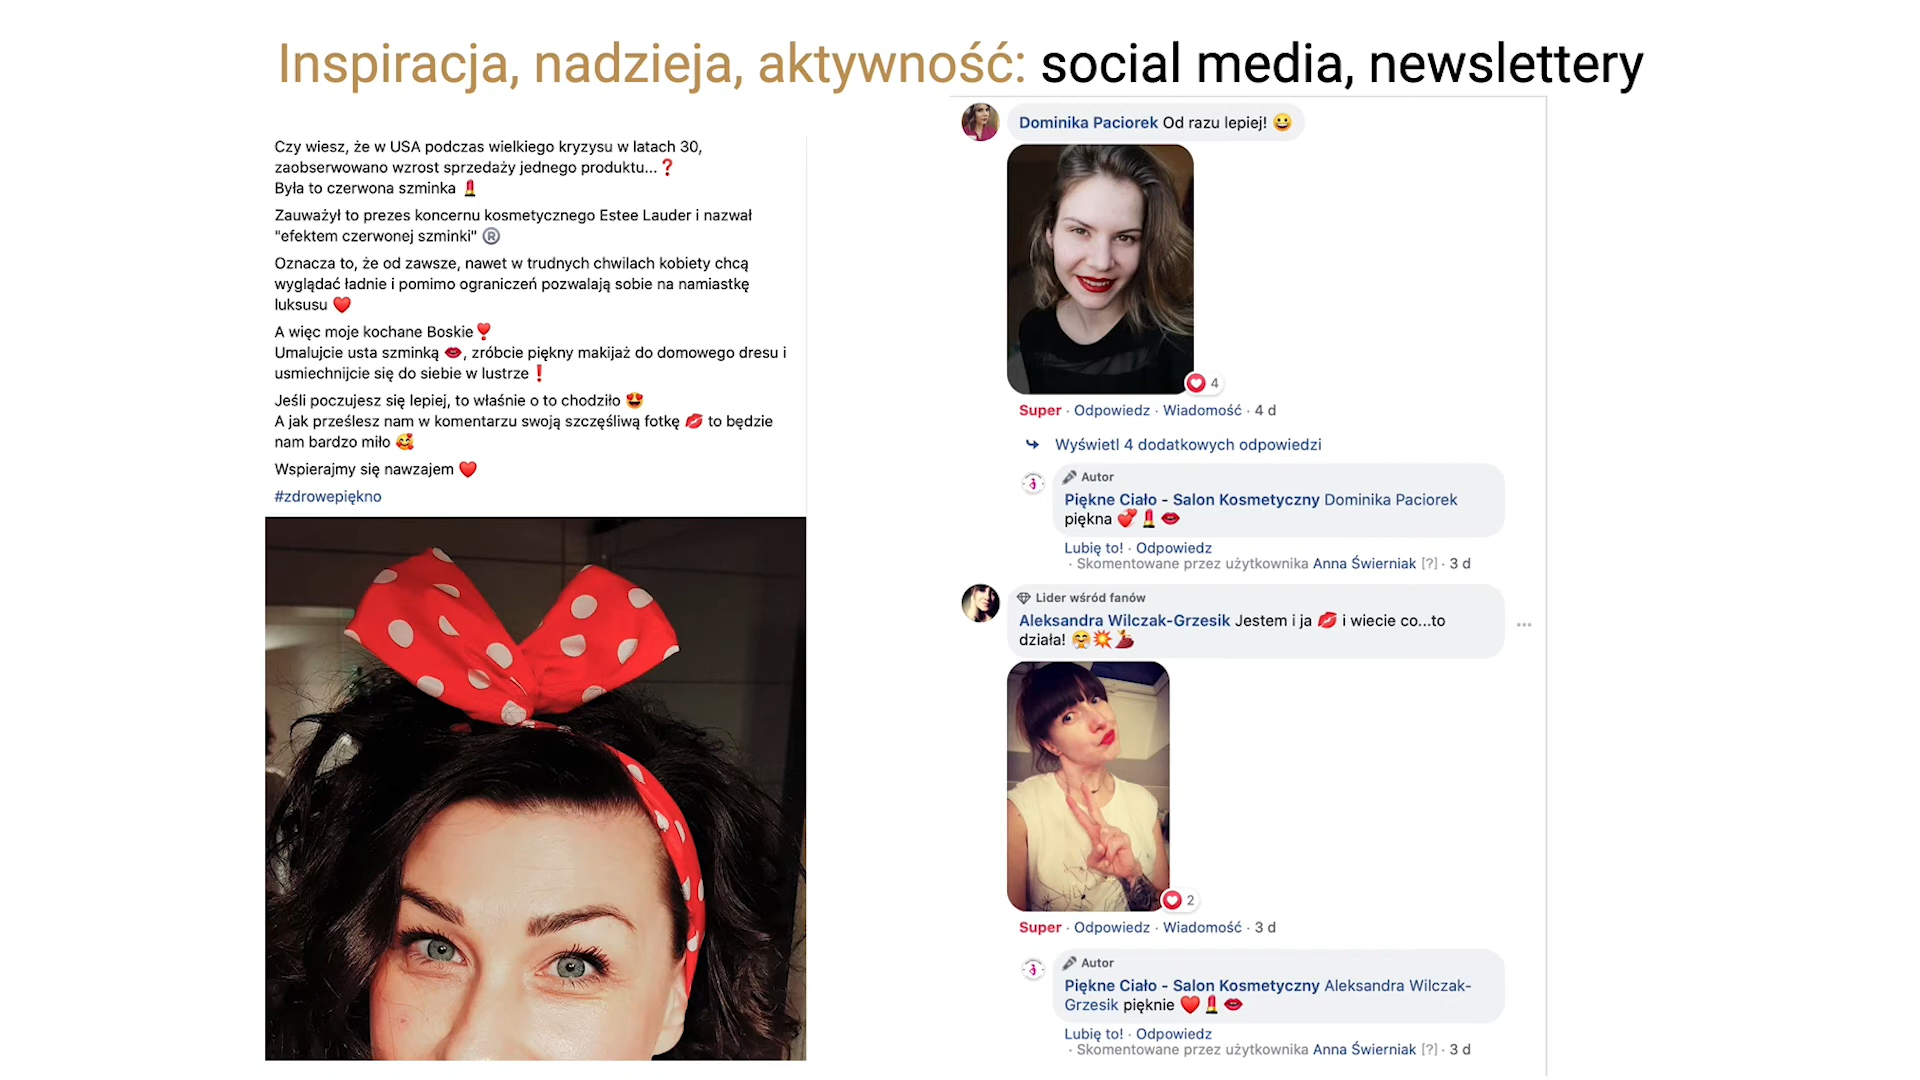 Inspiracja, nadzieja, aktywność: social media, newslettery
Czy wiesz, że w USA podczas wielkiego kryzysu w latach 30,
zaobserwowano wzrost sprzedaży jednego produktu...❓
Była to czerwona szminka 💄
Zauważył to prezes koncernu kosmetycznego Estee Lauder i nazwał
"efektem czerwonej szminki" ®️
Oznacza to, że od zawsze, nawet w trudnych chwilach kobiety chcą
wyglądać ładnie i pomimo ograniczeń pozwalają sobie na namiastkę
luksusu ❤️
A więc moje kochane Boskie❣️
Umalujcie usta szminką 👄, zróbcie piękny makijaż do domowego dresu i
usmiechnijcie się do siebie w lustrze❗
Jeśli poczujesz się lepiej, to właśnie o to chodziło 😍
A jak prześlesz nam w komentarzu swoją szczęśliwą fotkę 💋 to będzie
nam bardzo miło 🥰
Wspierajmy się nawzajem ❤️
#zdrowepiękno
Dominika Paciorek Od razu lepiej! 😀
4
Super · Odpowiedz · Wiadomość · 4 d
Wyświetl 4 dodatkowych odpowiedzi
Autor
Piękne Ciało - Salon Kosmetyczny Dominika Paciorek
piękna 💞💄👄
Lubię to! · Odpowiedz
· Skomentowane przez użytkownika Anna Świerniak [?] · 3 d
Lider wśród fanów
Aleksandra Wilczak-Grzesik Jestem i ja 💋 i wiecie co...to
działa! 😤💥💃
2
Super · Odpowiedz · Wiadomość · 3 d
Autor
Piękne Ciało - Salon Kosmetyczny Aleksandra Wilczak-
Grzesik pięknie ❤️💄👄
Lubię to! · Odpowiedz
· Skomentowane przez użytkownika Anna Świerniak [?] · 3 d